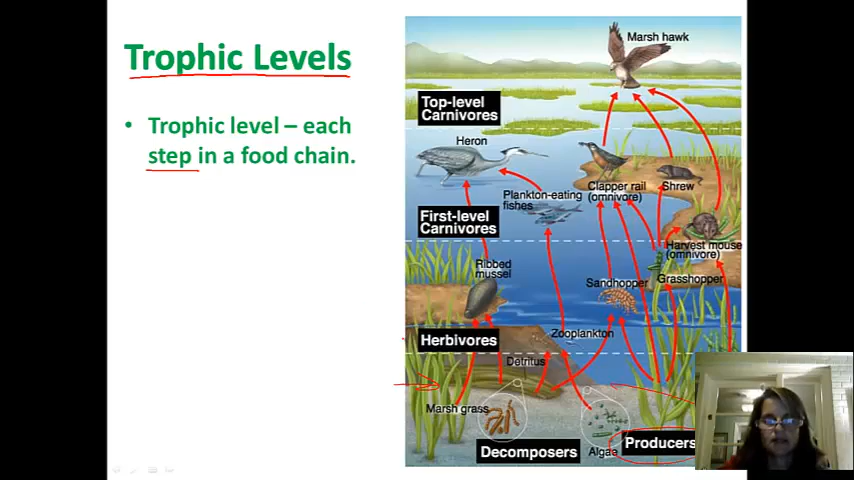 Trophic Levels
• Trophic level – each
step in a food chain.
Marsh hawk
Top-level
Carnivores
Heron
Clapper rail
(omnivore)
Shrew
Plankton-eating
fishes
First-level
Carnivores
Harvest mouse
(omnivore)
Ribbed
mussel
Sandhopper
Grasshopper
Herbivores
Zooplankton
Detritus
Marsh grass
Decomposers
Algae
Producers